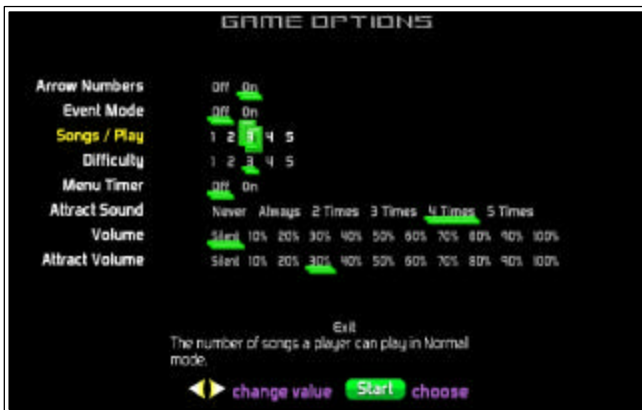 GAME OPTIONS
Arrow Numbers Off On
Event Mode Off On
Songs / Play 1 2 3 4 5
Difficulty 1 2 3 4 5
Menu Timer Off On
Attract Sound Never Always 2 Times 3 Times 4 Times 5 Times
Volume Silent 10% 20% 30% 40% 50% 60% 70% 80% 90% 100%
Attract Volume Silent 10% 20% 30% 40% 50% 60% 70% 80% 90% 100%
Exit
The number of songs a player can play in Normal
mode.
change value Start choose